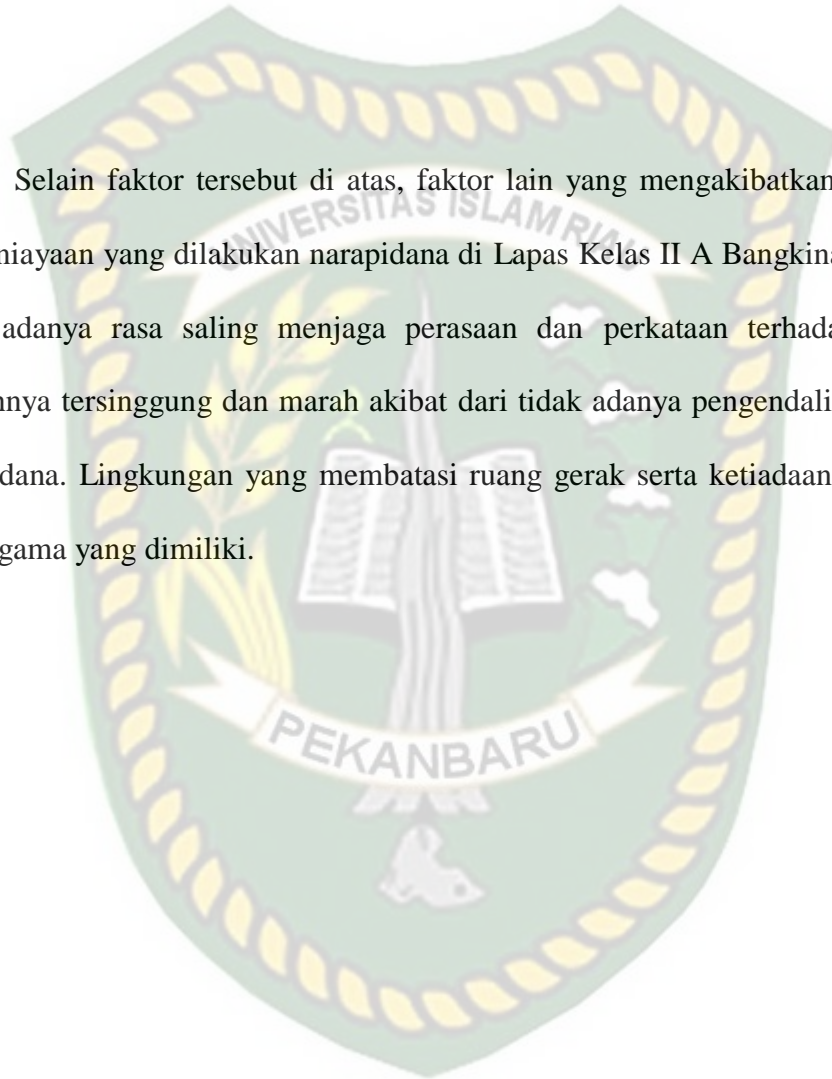 Selain faktor tersebut di atas, faktor lain yang mengakibatkan
UNIVERSITAS ISLAM RIAU
niayaan yang dilakukan narapidana di Lapas Kelas II A Bangkina
adanya rasa saling menjaga perasaan dan perkataan terhada
nnya tersinggung dan marah akibat dari tidak adanya pengendali
dana. Lingkungan yang membatasi ruang gerak serta ketiadaan
gama yang dimiliki.
PEKANBARU